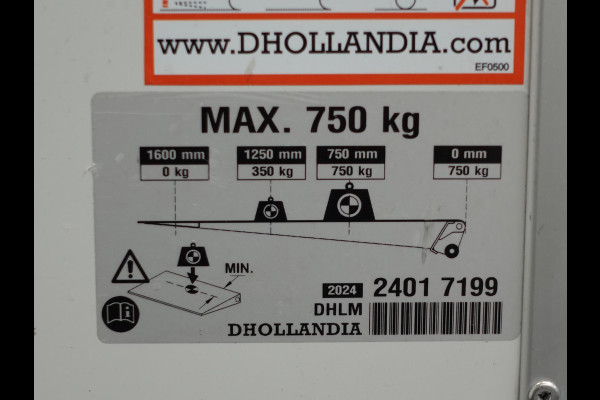 www.DHOLLANDIA.com
EF0500
MAX. 750 kg
1600 mm 1250 mm 750 mm 0 mm
0 kg 350 kg 750 kg 750 kg
MIN.
2024 2401 7199
DHLM
DHOLLANDIA